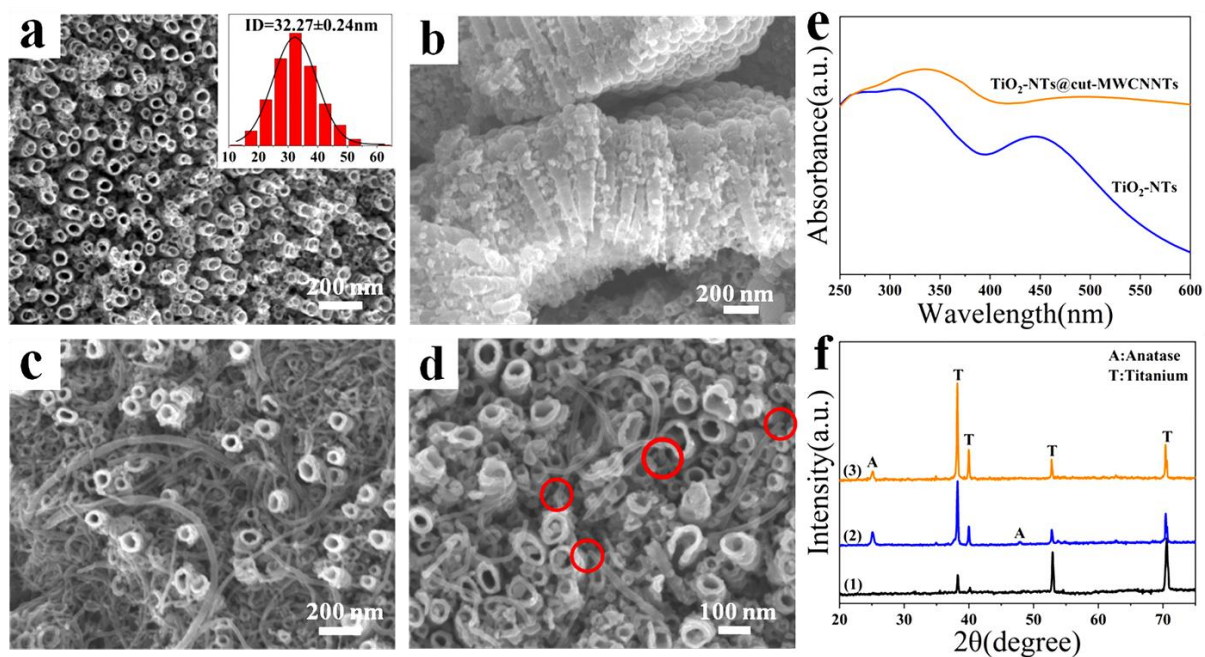 a
ID=32.27±0.24nm
10 20 30 40 50 60
200 nm
b
200 nm
e
Absorbance(a.u.)
TiO₂-NTs@cut-MWCNNTs
TiO₂-NTs
250 300 350 400 450 500 550 600
Wavelength(nm)
c
200 nm
d
100 nm
f
Intensity(a.u.)
A:Anatase
T:Titanium
T
T
T
T
A
(3)
A
(2)
(1)
20 30 40 50 60 70
2θ(degree)